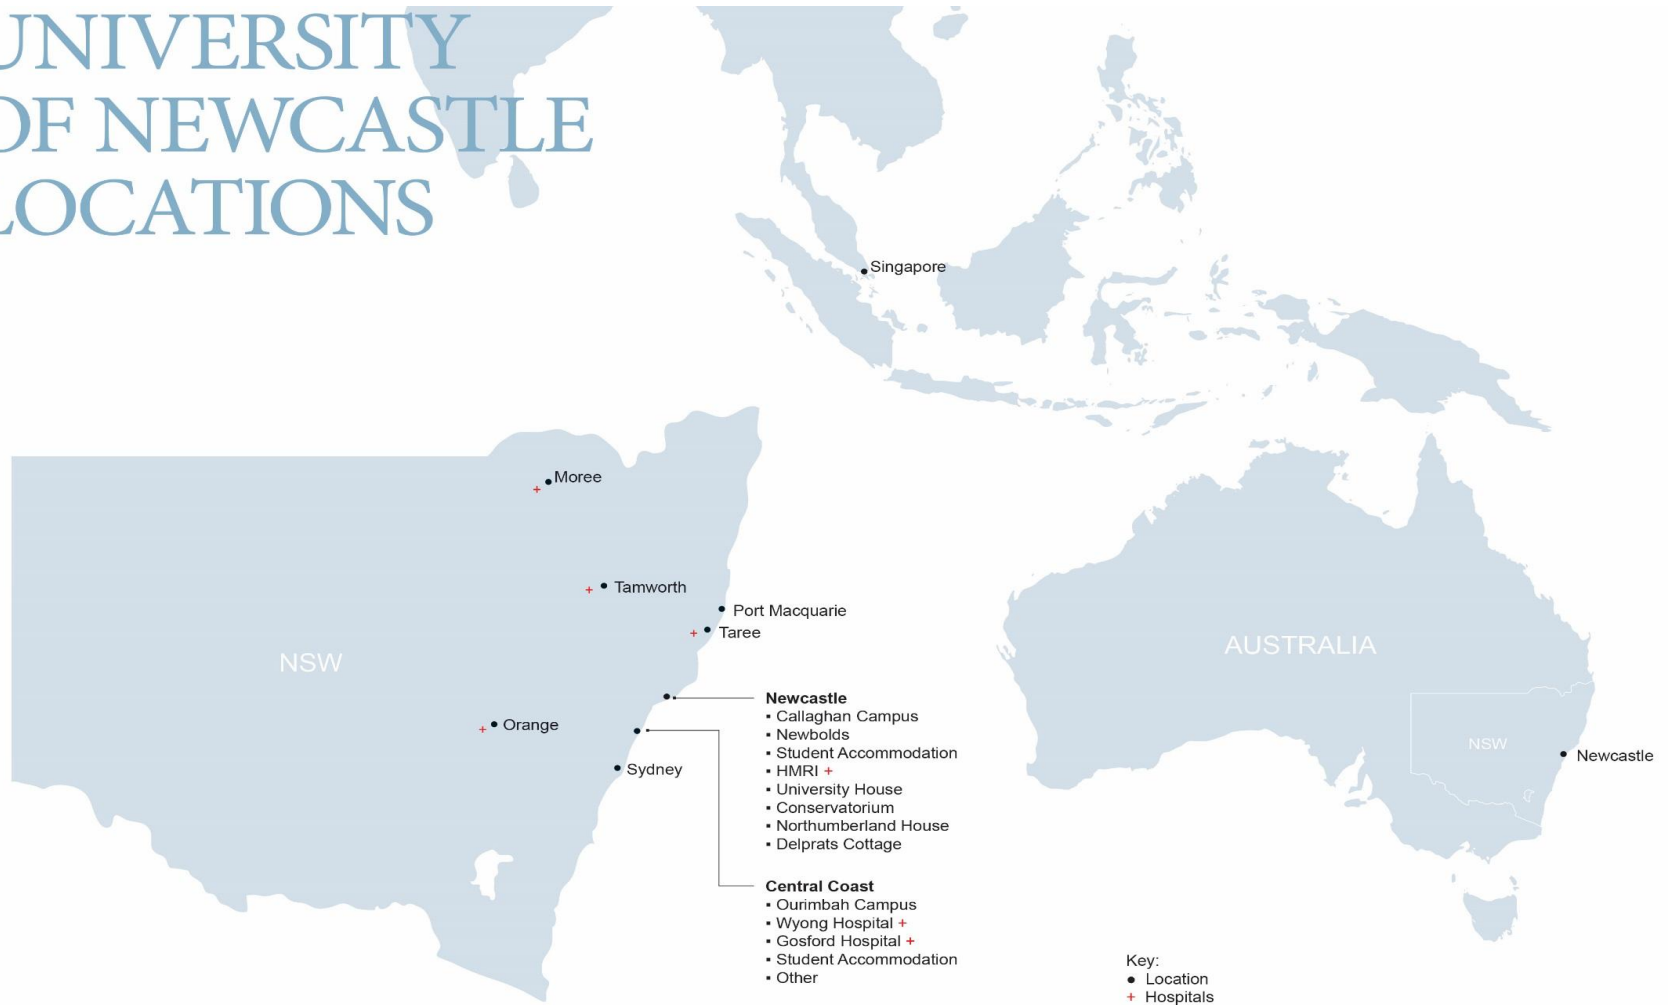 UNIVERSITY
OF NEWCASTLE
LOCATIONS
Singapore
Moree
Tamworth
Port Macquarie
Taree
NSW
Orange
Sydney
Newcastle
▪ Callaghan Campus
▪ Newbolds
▪ Student Accommodation
▪ HMRI +
▪ University House
▪ Conservatorium
▪ Northumberland House
▪ Delprats Cottage
Central Coast
▪ Ourimbah Campus
▪ Wyong Hospital +
▪ Gosford Hospital +
▪ Student Accommodation
▪ Other
AUSTRALIA
NSW
Newcastle
Key:
● Location
+ Hospitals